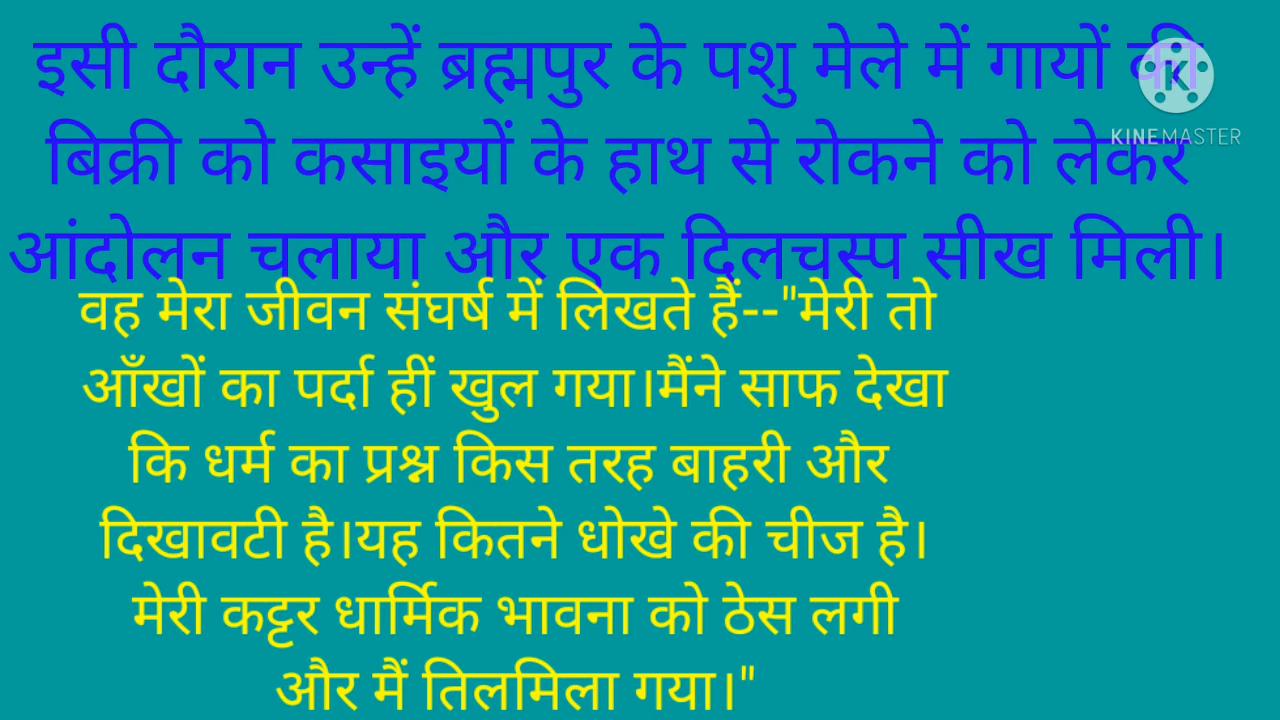 इसी दौरान उन्हें ब्रह्मपुर के पशु मेले में गायों की
बिक्री को कसाइयों के हाथ से रोकने को लेकर
आंदोलन चलाया और एक दिलचस्प सीख मिली।
वह मेरा जीवन संघर्ष में लिखते हैं--"मेरी तो
आँखों का पर्दा हीं खुल गया।मैंने साफ देखा
कि धर्म का प्रश्न किस तरह बाहरी और
दिखावटी है।यह कितने धोखे की चीज है।
मेरी कट्टर धार्मिक भावना को ठेस लगी
और मैं तिलमिला गया।"
K
KINEMASTER